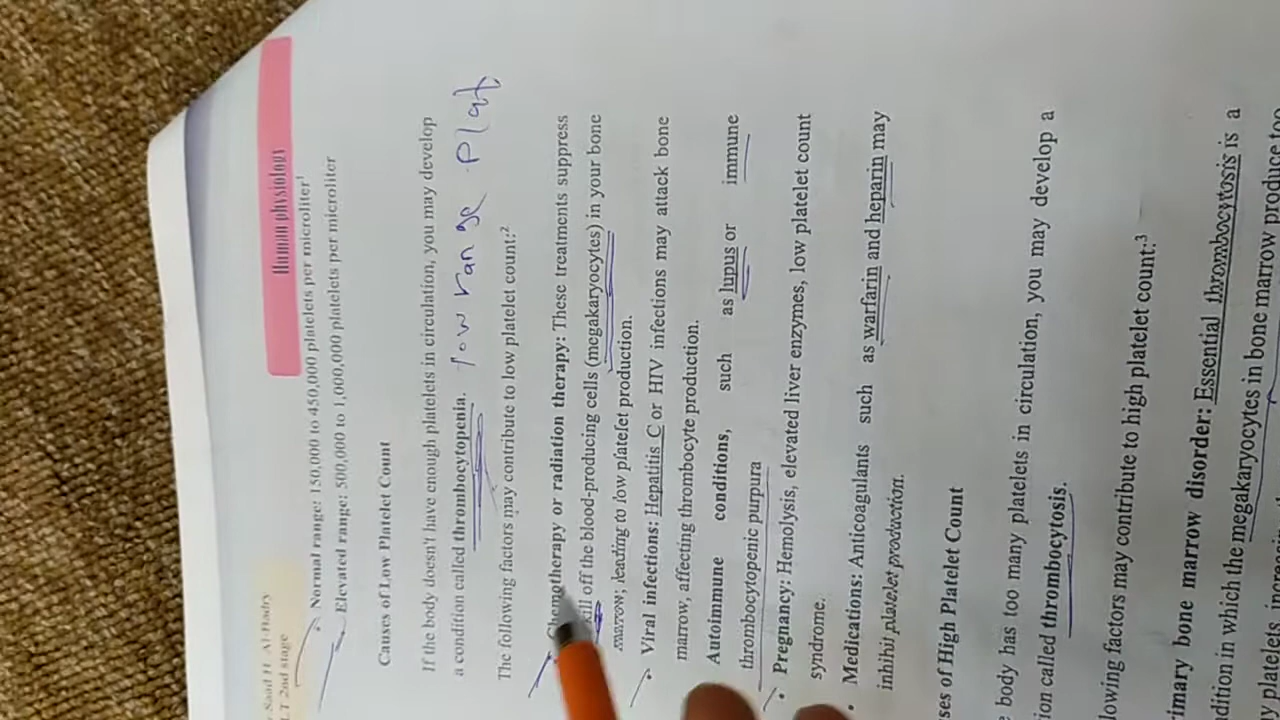 Human physiology
Saad H. Al-Hadry
2nd stage
Normal range: 150,000 to 450,000 platelets per microliter¹
Elevated range: 500,000 to 1,000,000 platelets per microliter
Causes of Low Platelet Count
If the body doesn't have enough platelets in circulation, you may develop
a condition called thrombocytopenia. low range plat
The following factors may contribute to low platelet count:²
Chemotherapy or radiation therapy: These treatments suppress
kill off the blood-producing cells (megakaryocytes) in your bone
marrow; leading to low platelet production.
• Viral infections: Hepatitis C or HIV infections may attack bone
marrow, affecting thrombocyte production.
Autoimmune conditions, such as lupus or immune
thrombocytopenic purpura
• Pregnancy: Hemolysis, elevated liver enzymes, low platelet count
syndrome.
• Medications: Anticoagulants such as warfarin and heparin may
inhibit platelet production.
ses of High Platelet Count
body has too many platelets in circulation, you may develop a
ion called thrombocytosis.
lowing factors may contribute to high platelet count:³
imary bone marrow disorder: Essential thrombocytosis is a
dition in which the megakaryocytes in bone marrow produce too
y platelets